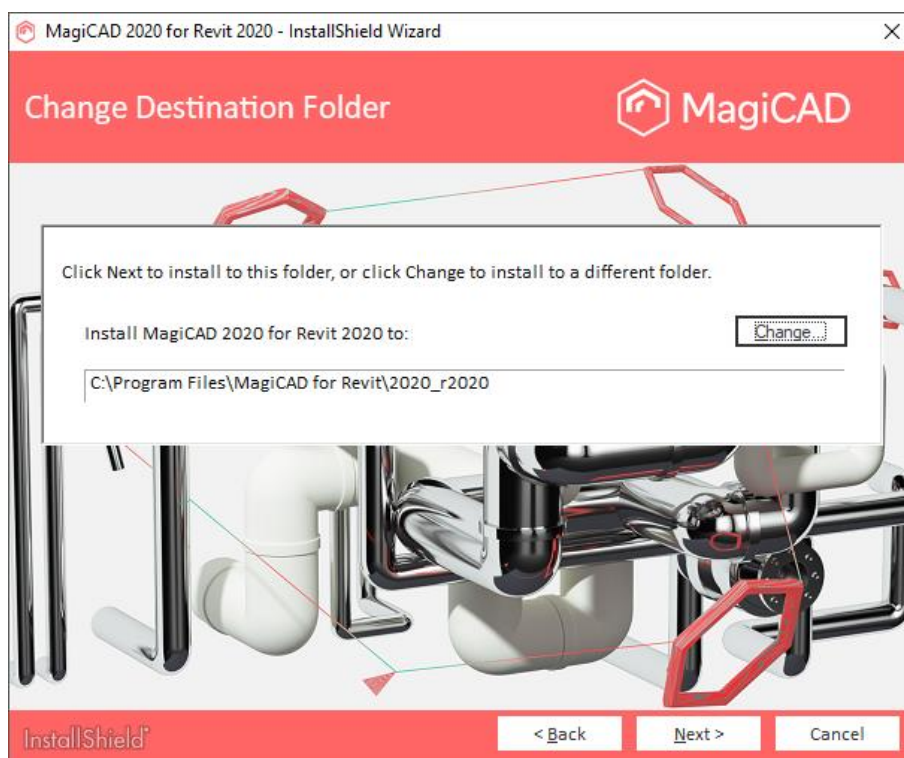 MagiCAD 2020 for Revit 2020 - InstallShield Wizard
Change Destination Folder
MagiCAD
Click Next to install to this folder, or click Change to install to a different folder.
Install MagiCAD 2020 for Revit 2020 to:
Change...
C:\Program Files\MagiCAD for Revit\2020_r2020
InstallShield
< Back
Next >
Cancel